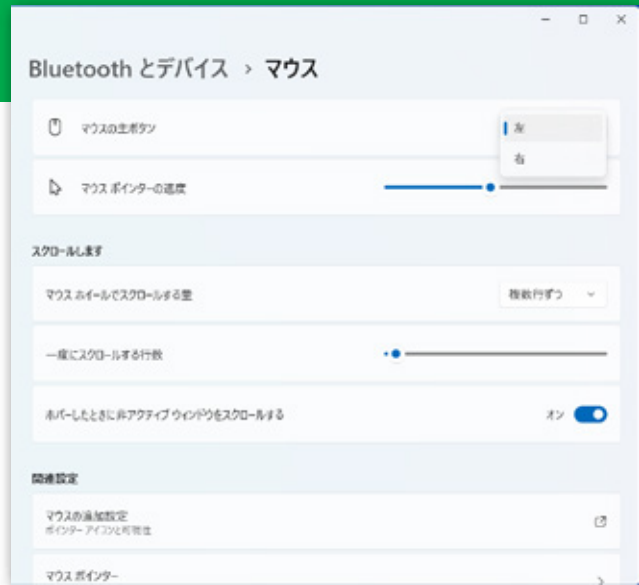 Bluetooth とデバイス › マウス
マウスの主ボタン
左
右
マウス ポインターの速度
スクロールします
マウス ホイールでスクロールする量
複数行ずつ
一度にスクロールする行数
ホバーしたときに非アクティブ ウィンドウをスクロールする
オン
関連設定
マウスの追加設定
ポインター アイコンと可視性
マウス ポインター